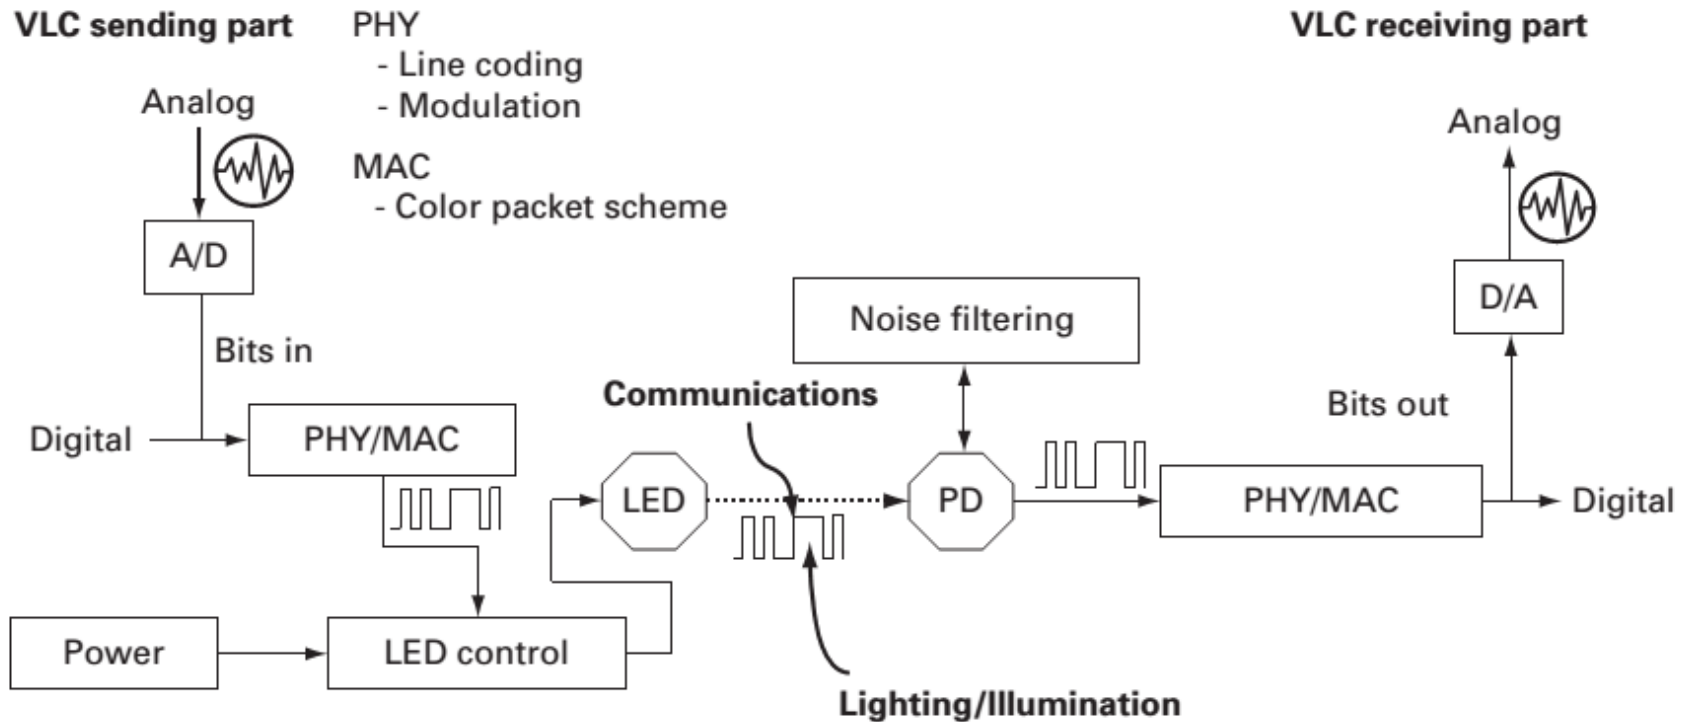 VLC sending part
PHY
- Line coding
- Modulation
MAC
- Color packet scheme
VLC receiving part
Analog
A/D
Bits in
Digital
PHY/MAC
Power
LED control
LED
Communications
Lighting/Illumination
Noise filtering
PD
PHY/MAC
Bits out
Digital
D/A
Analog